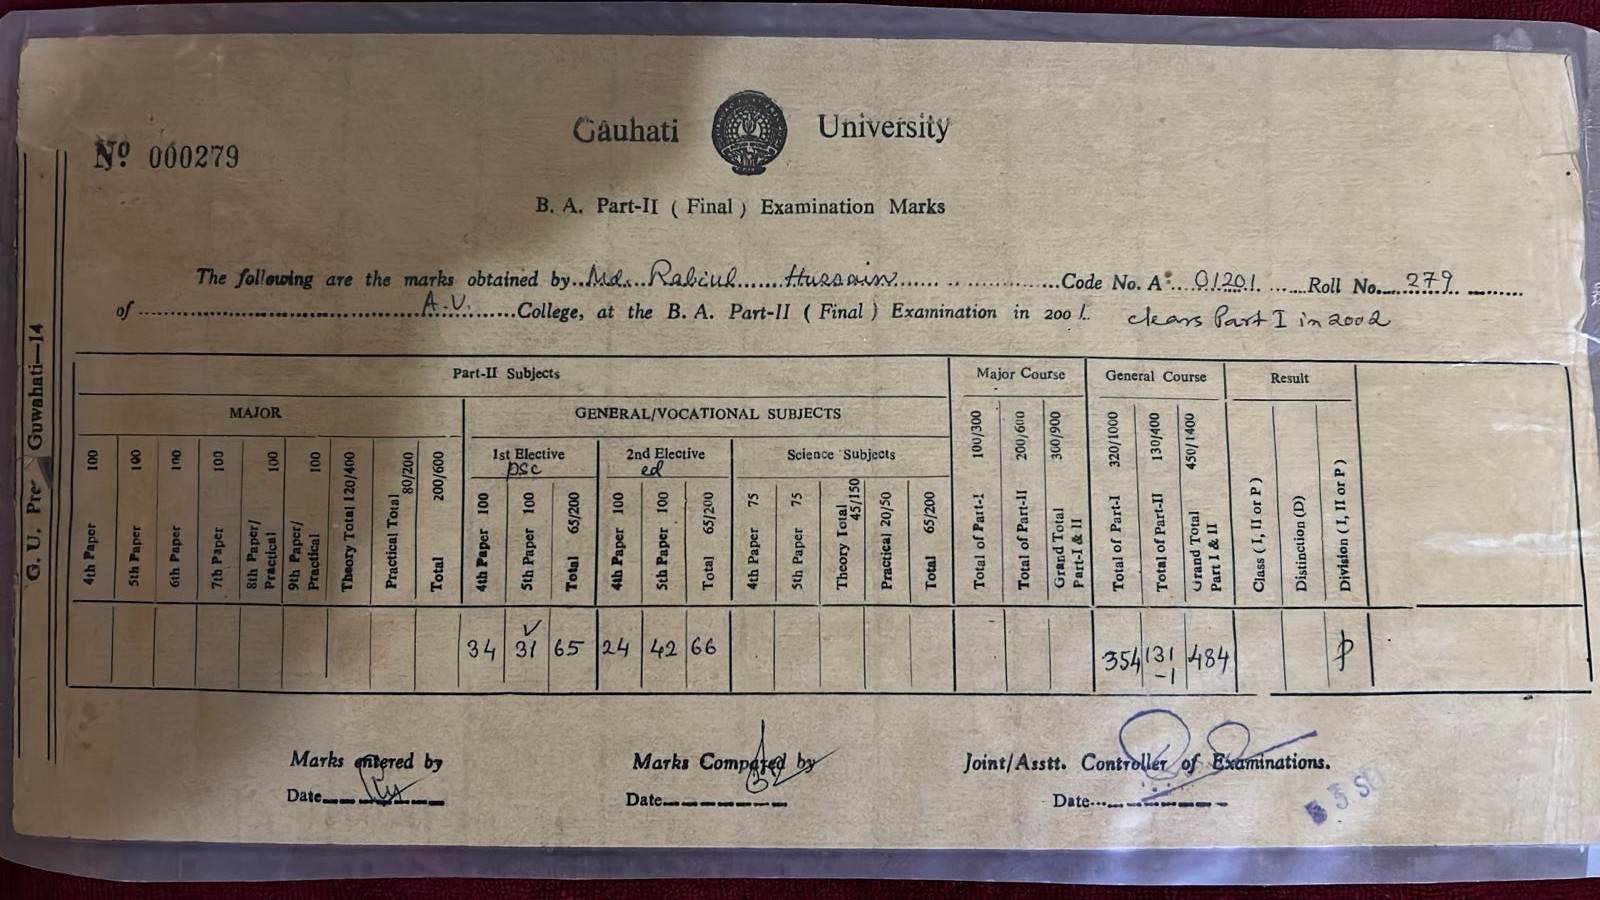 Gauhati University
Nº 000279
B. A. Part-II ( Final ) Examination Marks
The following are the marks obtained by Md. Rabiul Hussain Code No. A 01201 Roll No. 279
of A.V. College, at the B. A. Part-II ( Final ) Examination in 2001. clears Part I in 2002
G. U. Guwahati—14
Part-II Subjects Major Course General Course Result
MAJOR GENERAL/VOCATIONAL SUBJECTS
1st Elective 2nd Elective Science Subjects
psc ed
4th Paper 100
5th Paper 100
6th Paper 100
7th Paper 100
8th Paper/ Practical 100
9th Paper/ Practical 100
Theory Total 120/400
Practical Total 80/200
Total 200/600
4th Paper 100
5th Paper 100
Total 65/200
4th Paper 100
5th Paper 100
Total 65/200
4th Paper 75
5th Paper 75
Theory Total 45/150
Practical 20/50
Total 65/200
Total of Part-I 100/300
Total of Part-II 200/600
Grand Total Part-I & II 300/900
Total of Part-I 320/1000
Total of Part-II 130/400
Grand Total Part I & II 450/1400
Class ( I, II or P )
Distinction (D)
Division ( I, II or P )
34 31 65 24 42 66 354 131 484 P
-1
Marks entered by Marks Compared by Joint/Asstt. Controller of Examinations.
Date Date Date